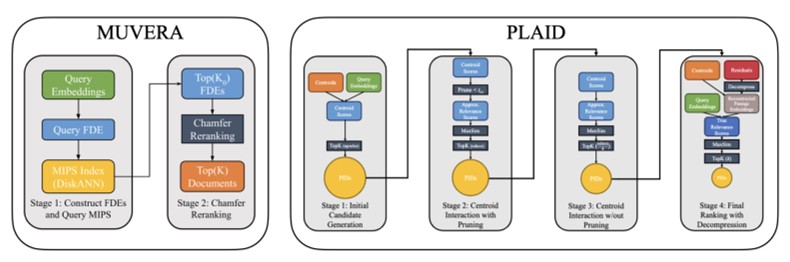 MUVERA
Query
Embeddings
Query FDE
MIPS Index
(DiskANN)
Stage 1: Construct FDEs
and Query MIPS
Top(K₀)
FDEs
Chamfer
Reranking
Top(K)
Documents
Stage 2: Chamfer
Reranking
PLAID
Centroids
Query
Embeddings
Centroid
Scores
PIDs
Stage 1: Initial
Candidate
Generation
Centroid
Scores
Approx.
Relevance
Scores
MaxSim
PIDs
Stage 2: Centroid
Interaction with
Pruning
Centroid
Scores
Approx.
Relevance
Scores
MaxSim
PIDs
Stage 3: Centroid
Interaction w/out
Pruning
Centroids
Residuals
Decompress
Query
Embeddings
Reconstructed
Passage
Embeddings
True
Relevance
Scores
MaxSim
TopK (K)
PIDs
Stage 4: Final
Ranking with
Decompression